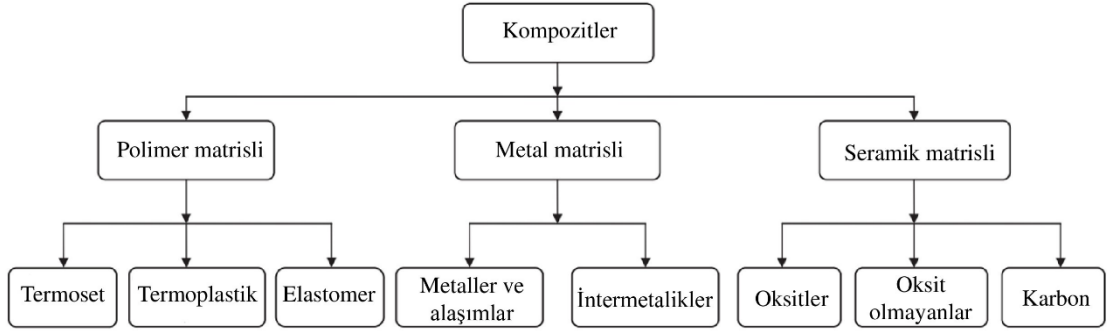 Kompozitler
Polimer matrisli
Metal matrisli
Seramik matrisli
Termoset
Termoplastik
Elastomer
Metaller ve
alaşımlar
İntermetalikler
Oksitler
Oksit
olmayanlar
Karbon